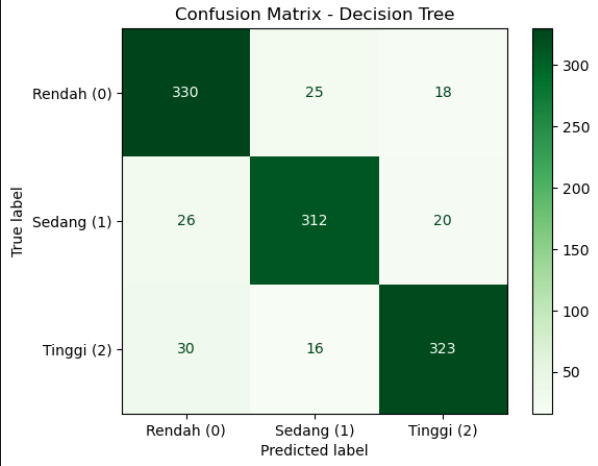 Confusion Matrix - Decision Tree
Rendah (0) 330 25 18
Sedang (1) 26 312 20
Tinggi (2) 30 16 323
Rendah (0) Sedang (1) Tinggi (2)
Predicted label
True label
300
250
200
150
100
50